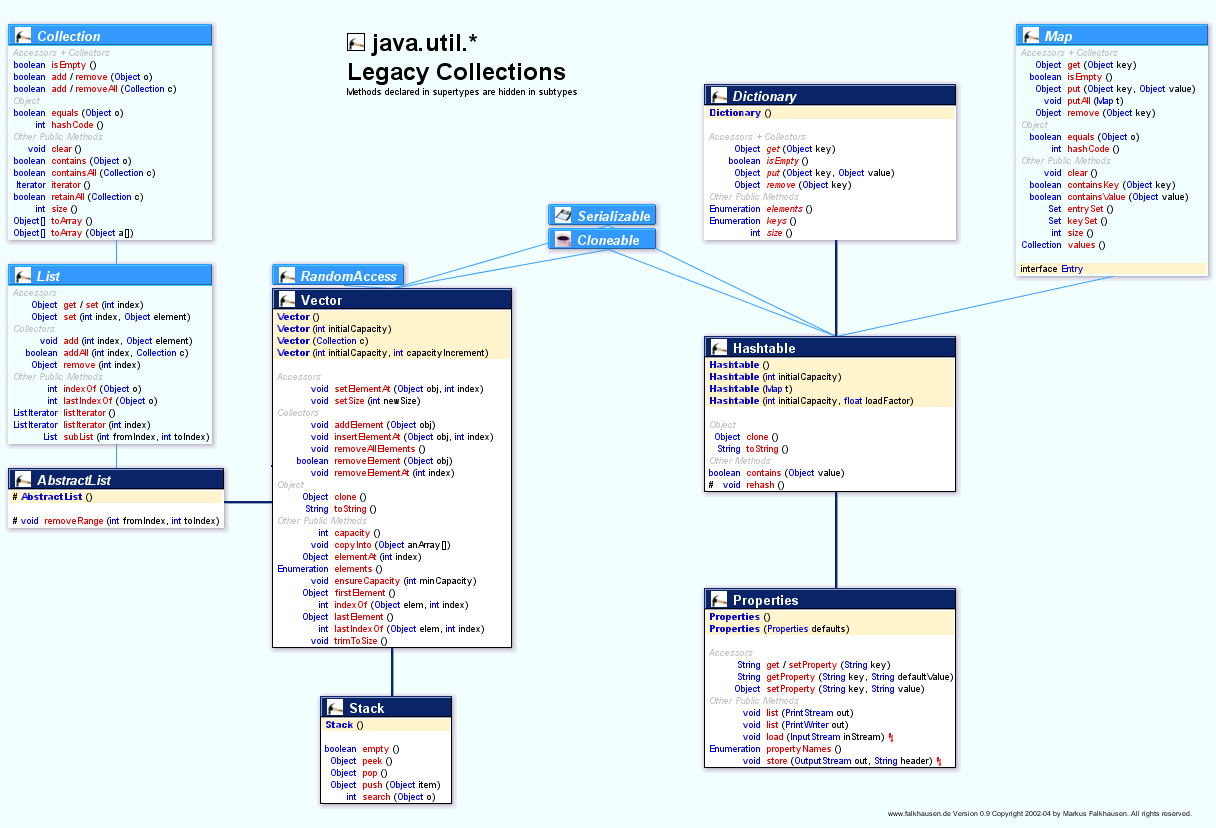 java.util.*
Legacy Collections
Methods declared in supertypes are hidden in subtypes
Collection
Accessors + Collectors
boolean isEmpty ()
boolean add / remove (Object o)
boolean add / removeAll (Collection c)
Object
boolean equals (Object o)
int hashCode ()
Other Public Methods
void clear ()
boolean contains (Object o)
boolean containsAll (Collection c)
Iterator iterator ()
boolean retainAll (Collection c)
int size ()
Object[] toArray ()
Object[] toArray (Object a[])
List
Accessors
Object get / set (int index)
Object set (int index, Object element)
Collectors
void add (int index, Object element)
boolean addAll (int index, Collection c)
Object remove (int index)
Other Public Methods
int indexOf (Object o)
int lastIndexOf (Object o)
ListIterator listIterator ()
ListIterator listIterator (int index)
List subList (int fromIndex, int toIndex)
AbstractList
# AbstractList ()
# void removeRange (int fromIndex, int toIndex)
RandomAccess
Vector
Vector ()
Vector (int initialCapacity)
Vector (Collection c)
Vector (int initialCapacity, int capacityIncrement)
Accessors
void setElementAt (Object obj, int index)
void setSize (int newSize)
Collectors
void addElement (Object obj)
void insertElementAt (Object obj, int index)
void removeAllElements ()
boolean removeElement (Object obj)
void removeElementAt (int index)
Object
Object clone ()
String toString ()
Other Public Methods
int capacity ()
void copyInto (Object anArray[])
Object elementAt (int index)
Enumeration elements ()
void ensureCapacity (int minCapacity)
Object firstElement ()
int indexOf (Object elem, int index)
Object lastElement ()
int lastIndexOf (Object elem, int index)
void trimToSize ()
Stack
Stack ()
boolean empty ()
Object peek ()
Object pop ()
Object push (Object item)
int search (Object o)
Serializable
Cloneable
Dictionary
Dictionary ()
Accessors + Collectors
Object get (Object key)
boolean isEmpty ()
Object put (Object key, Object value)
Object remove (Object key)
Other Public Methods
Enumeration elements ()
Enumeration keys ()
int size ()
Hashtable
Hashtable ()
Hashtable (int initialCapacity)
Hashtable (Map t)
Hashtable (int initialCapacity, float loadFactor)
Object
Object clone ()
String toString ()
Other Methods
boolean contains (Object value)
# void rehash ()
Properties
Properties ()
Properties (Properties defaults)
Accessors
String get / setProperty (String key)
String getProperty (String key, String defaultValue)
Object setProperty (String key, String value)
Other Public Methods
void list (PrintStream out)
void list (PrintWriter out)
void load (InputStream inStream)
Enumeration propertyNames ()
void store (OutputStream out, String header)
Map
Accessors + Collectors
Object get (Object key)
boolean isEmpty ()
Object put (Object key, Object value)
void putAll (Map t)
Object remove (Object key)
Object
boolean equals (Object o)
int hashCode ()
Other Public Methods
void clear ()
boolean containsKey (Object key)
boolean containsValue (Object value)
Set entrySet ()
Set keySet ()
int size ()
Collection values ()
interface Entry
www.falkhausen.de Version 0.9 Copyright 2002-04 by Markus Falkhausen. All rights reserved.